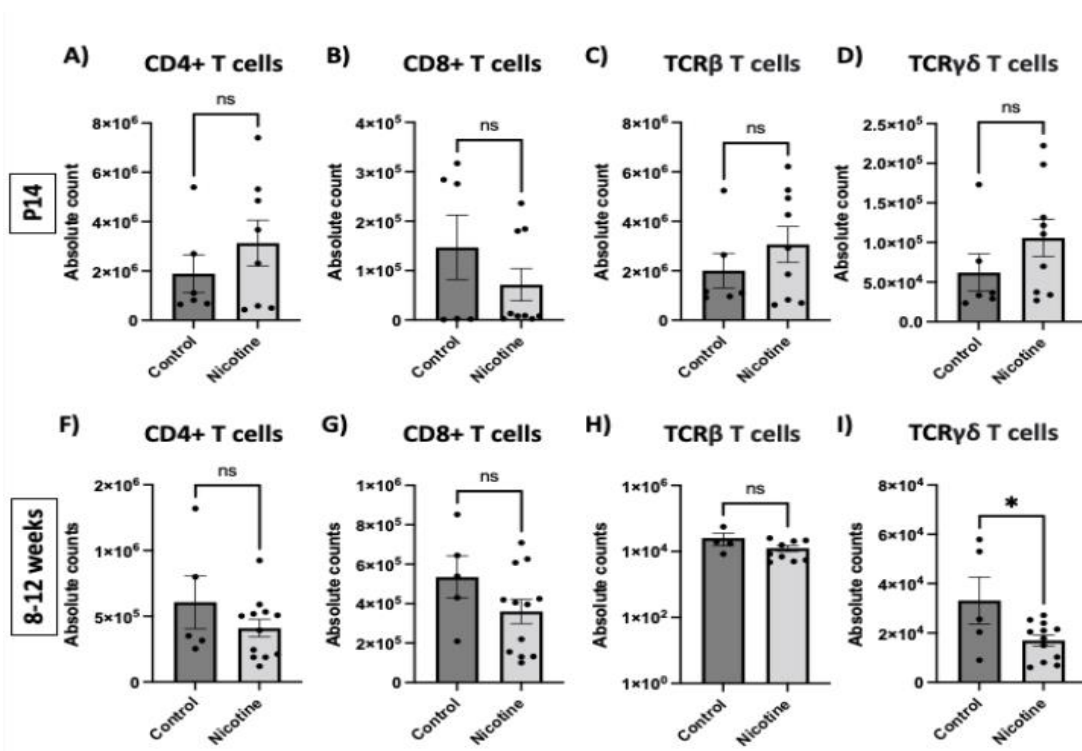 A) CD4+ T cells
B) CD8+ T cells
C) TCRβ T cells
D) TCRγδ T cells
P14
Absolute count
8×10⁶
6×10⁶
4×10⁶
2×10⁶
0
ns
Control
Nicotine
Absolute count
4×10⁵
3×10⁵
2×10⁵
1×10⁵
0
ns
Control
Nicotine
Absolute count
8×10⁶
6×10⁶
4×10⁶
2×10⁶
0
ns
Control
Nicotine
Absolute count
2.5×10⁵
2.0×10⁵
1.5×10⁵
1.0×10⁵
5.0×10⁴
0.0
ns
Control
Nicotine
F) CD4+ T cells
G) CD8+ T cells
H) TCRβ T cells
I) TCRγδ T cells
8-12 weeks
Absolute counts
2×10⁶
1×10⁶
5×10⁵
0
ns
Control
Nicotine
Absolute counts
1×10⁶
8×10⁵
6×10⁵
4×10⁵
2×10⁵
0
ns
Control
Nicotine
Absolute counts
1×10⁶
1×10⁴
1×10²
1×10⁰
ns
Control
Nicotine
Absolute counts
8×10⁴
6×10⁴
4×10⁴
2×10⁴
0
*
Control
Nicotine